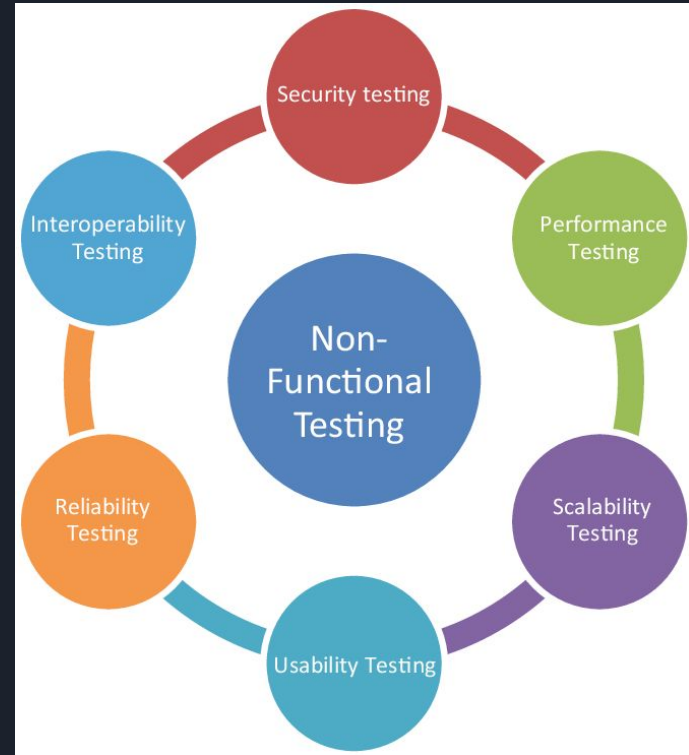 Security testing
Interoperability
Testing
Performance
Testing
Non-
Functional
Testing
Reliability
Testing
Scalability
Testing
Usability Testing